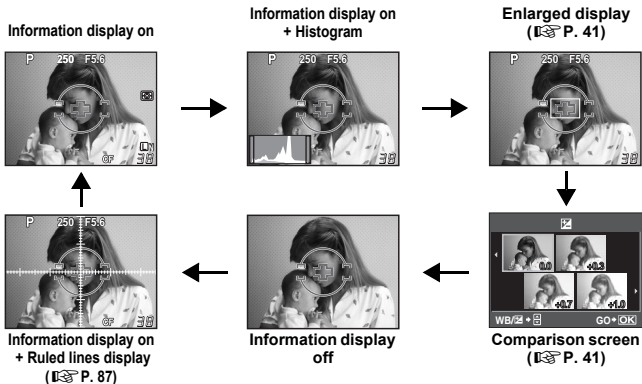 Information display on
Information display on
+ Histogram
Enlarged display
(P. 41)
P 250 F5.6
CF
N
38
P 250 F5.6
38
P 250 F5.6
38
P 250 F5.6
38
Information display on
+ Ruled lines display
(P. 87)
Information display
off
0.0 +0.3
+0.7 +1.0
WB/ GO OK
Comparison screen
(P. 41)